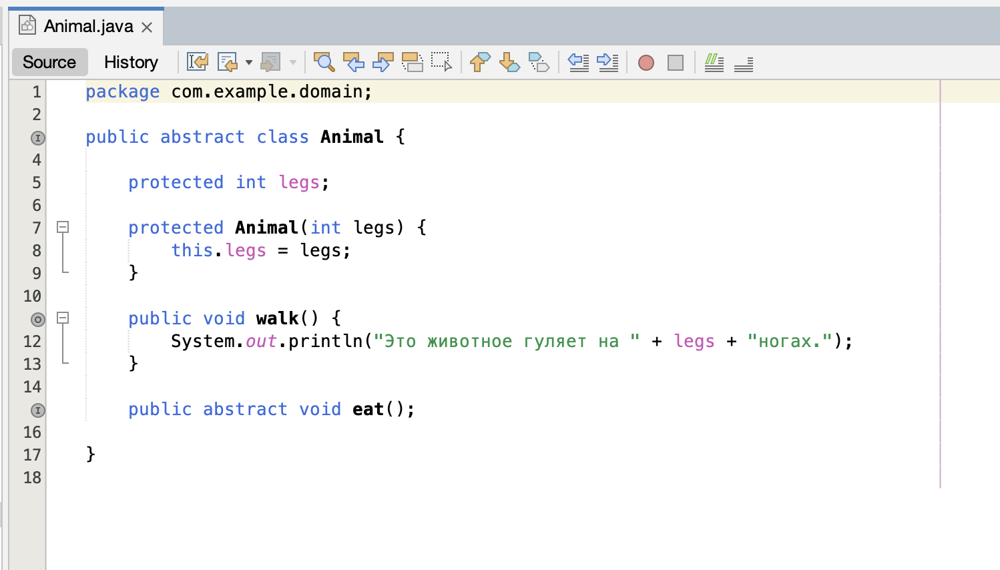 Animal.java
Source History
1 package com.example.domain;
2
public abstract class Animal {
4
5 protected int legs;
6
7 protected Animal(int legs) {
8 this.legs = legs;
9 }
10
public void walk() {
12 System.out.println("Это животное гуляет на " + legs + "ногах.");
13 }
14
public abstract void eat();
16
17 }
18